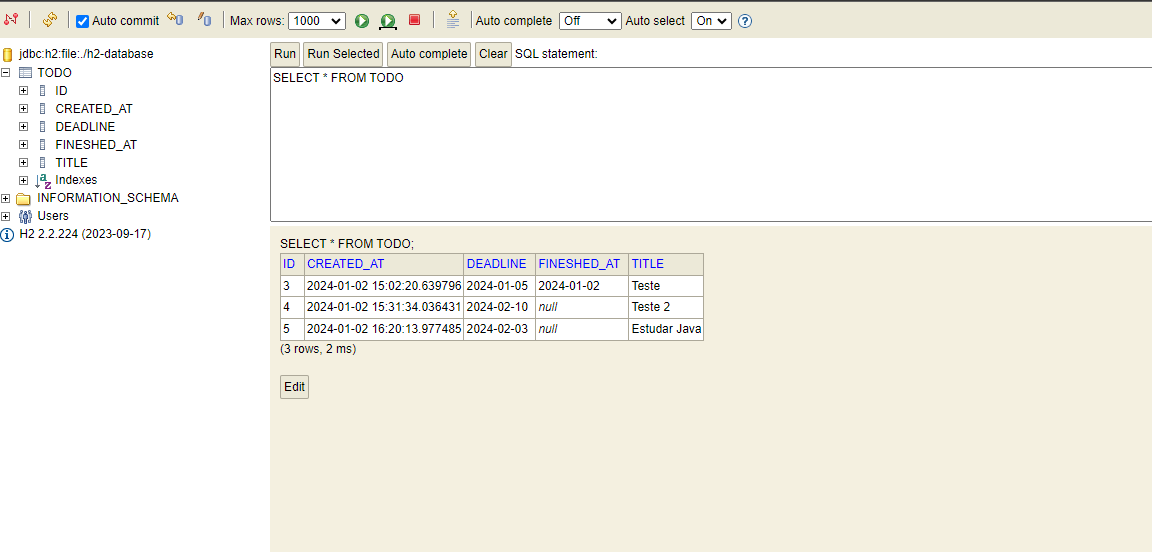 Auto commit Max rows: 1000 Auto complete Off Auto select On ?
jdbc:h2:file:./h2-database
TODO
ID
CREATED_AT
DEADLINE
FINESHED_AT
TITLE
Indexes
INFORMATION_SCHEMA
Users
H2 2.2.224 (2023-09-17)
Run Run Selected Auto complete Clear SQL statement:
SELECT * FROM TODO
SELECT * FROM TODO;
ID CREATED_AT DEADLINE FINESHED_AT TITLE
3 2024-01-02 15:02:20.639796 2024-01-05 2024-01-02 Teste
4 2024-01-02 15:31:34.036431 2024-02-10 null Teste 2
5 2024-01-02 16:20:13.977485 2024-02-03 null Estudar Java
(3 rows, 2 ms)
Edit